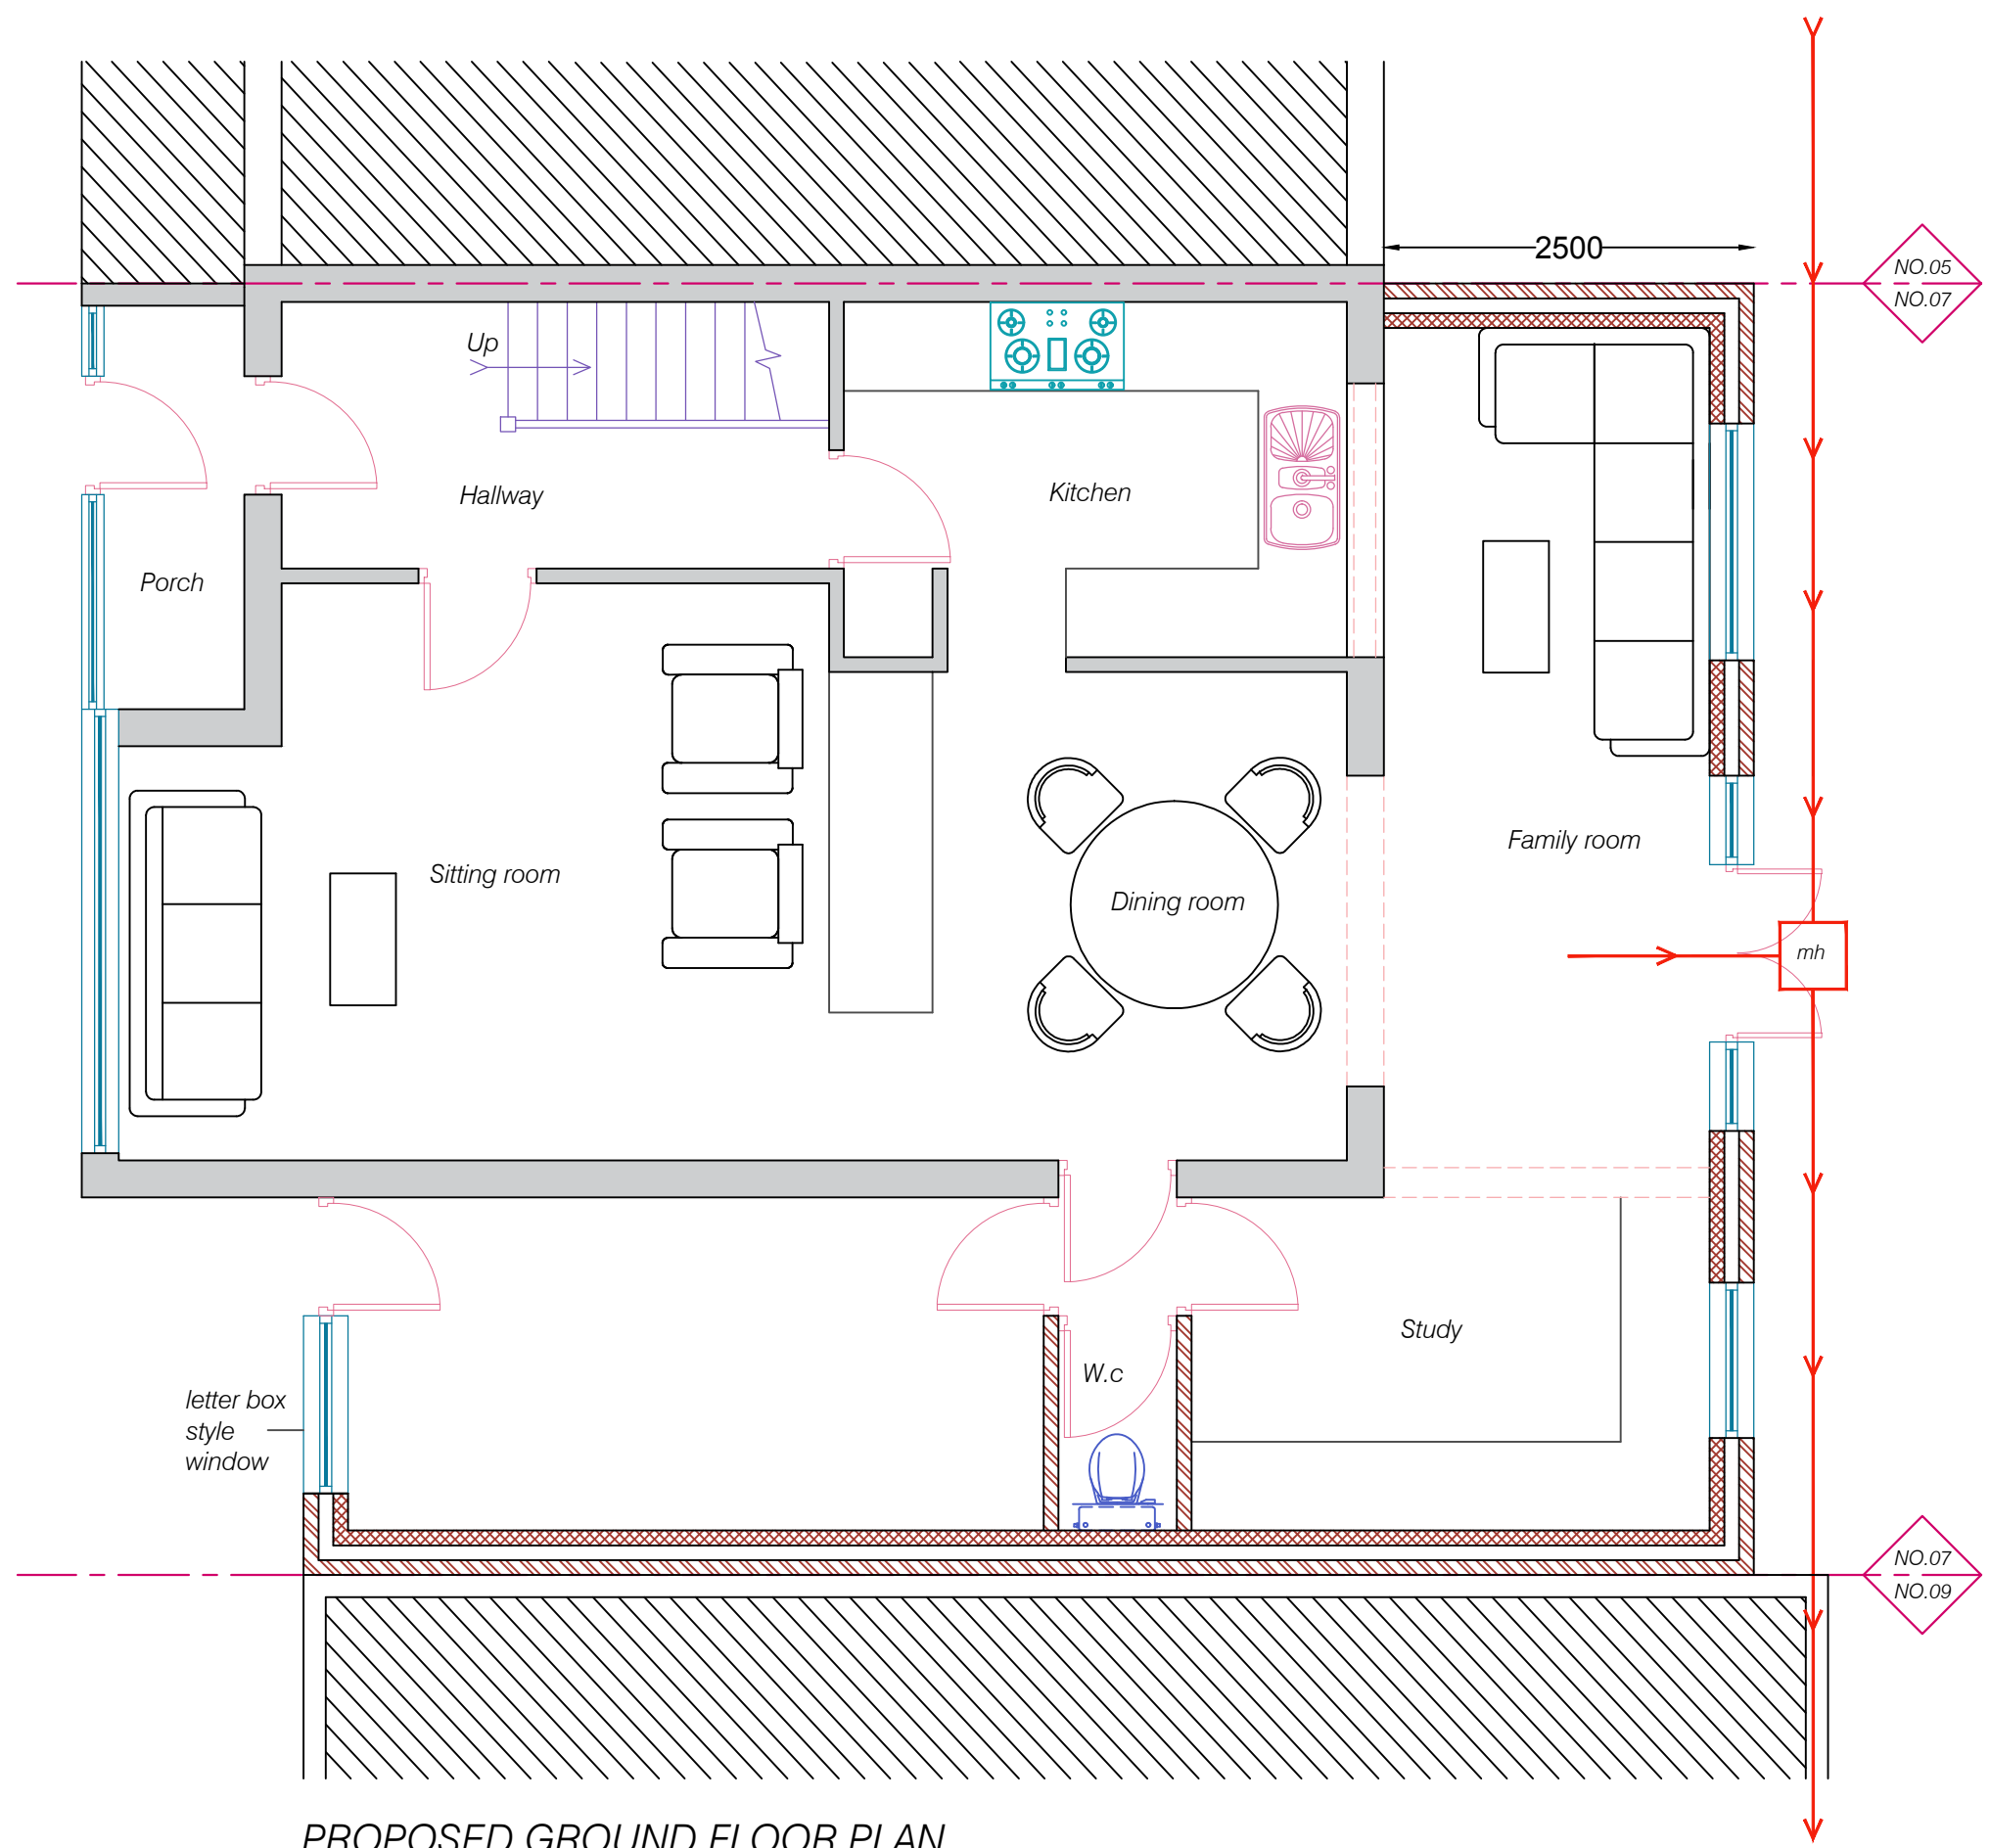 2500
NO.05
NO.07
Up
Hallway
Kitchen
Porch
Family room
Sitting room
Dining room
mh
Study
W.c
letter box
style
window
NO.07
NO.09
PROPOSED GROUND FLOOR PLAN